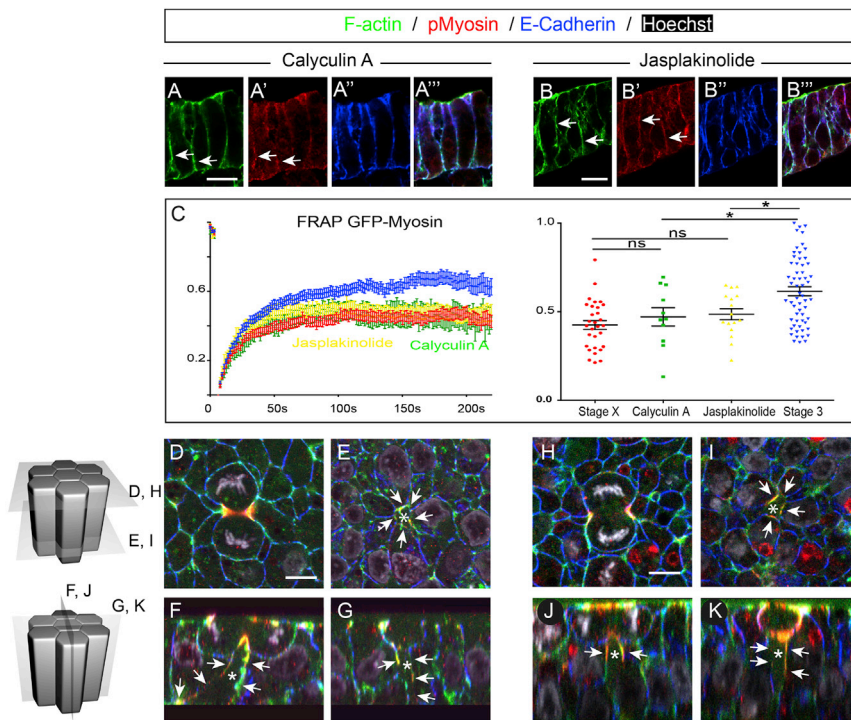 F-actin / pMyosin / E-Cadherin / Hoechst
Calyculin A
Jasplakinolide
A
A'
A''
A'''
B
B'
B''
B'''
C
FRAP GFP-Myosin
0.6
0.2
0
50s
100s
150s
200s
Jasplakinolide
Calyculin A
1.0
0.5
0.0
ns
ns
*
*
Stage X
Calyculin A
Jasplakinolide
Stage 3
D, H
E, I
F, J
G, K
D
E
*
H
I
*
F
*
G
*
J
*
K
*